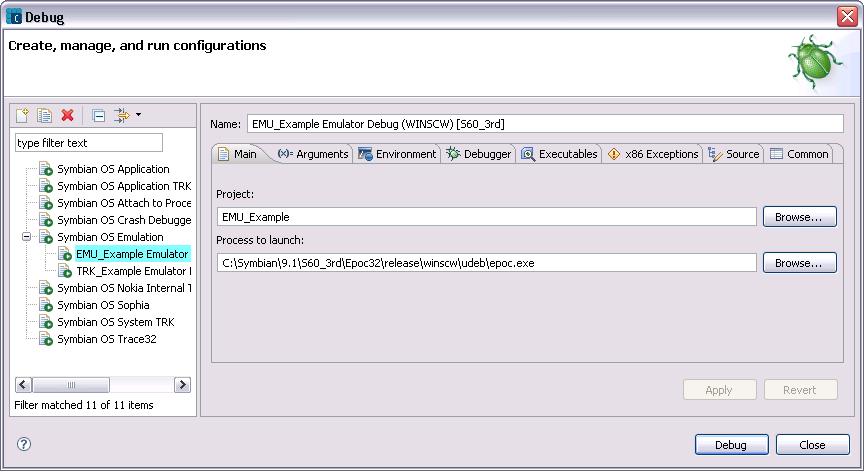 Debug
Create, manage, and run configurations
type filter text
Symbian OS Application
Symbian OS Application TRK
Symbian OS Attach to Proce
Symbian OS Crash Debugge
Symbian OS Emulation
EMU_Example Emulator
TRK_Example Emulator
Symbian OS Nokia Internal T
Symbian OS Sophia
Symbian OS System TRK
Symbian OS Trace32
Filter matched 11 of 11 items
Name: EMU_Example Emulator Debug (WINSCW) [S60_3rd]
Main (x)= Arguments Environment Debugger Executables x86 Exceptions Source Common
Project:
EMU_Example Browse...
Process to launch:
C:\Symbian\9.1\S60_3rd\Epoc32\release\winscw\udeb\epoc.exe Browse...
Apply Revert
? Debug Close